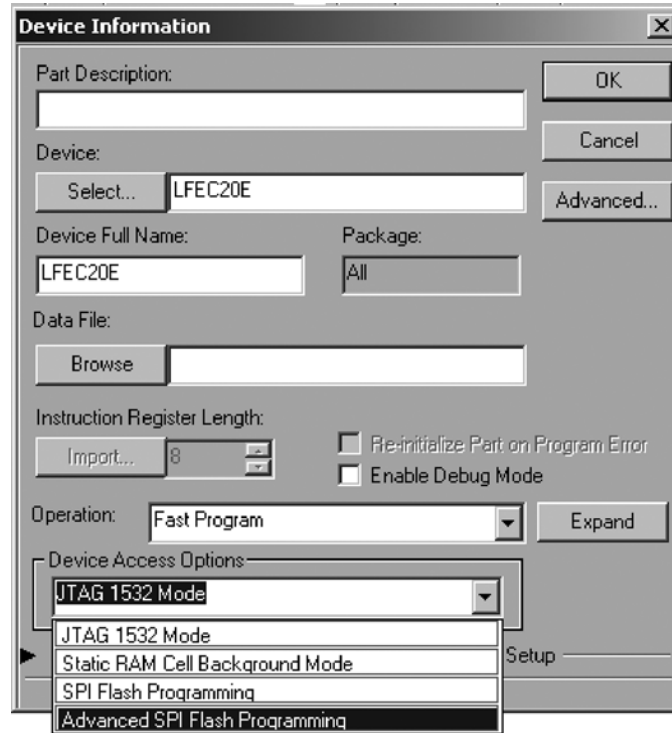 Device Information
Part Description:
OK
Cancel
Device:
Select...
LFEC20E
Advanced...
Device Full Name:
Package:
LFEC20E
All
Data File:
Browse
Instruction Register Length:
Import...
8
Re-initialize Part on Program Error
Enable Debug Mode
Operation:
Fast Program
Expand
Device Access Options
JTAG 1532 Mode
JTAG 1532 Mode
Static RAM Cell Background Mode
Setup
SPI Flash Programming
Advanced SPI Flash Programming